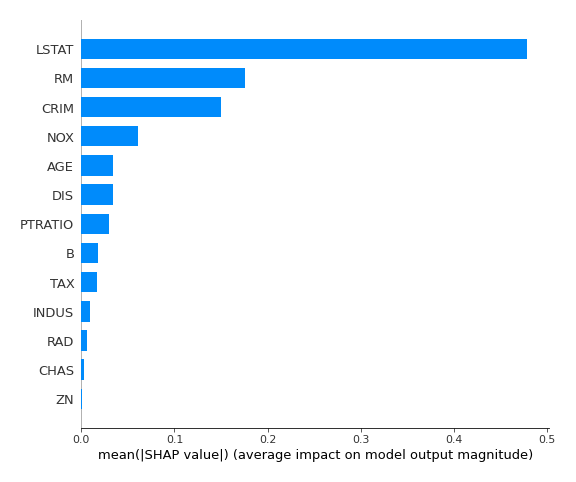 LSTAT
RM
CRIM
NOX
AGE
DIS
PTRATIO
B
TAX
INDUS
RAD
CHAS
ZN
0.0 0.1 0.2 0.3 0.4 0.5
mean(|SHAP value|) (average impact on model output magnitude)